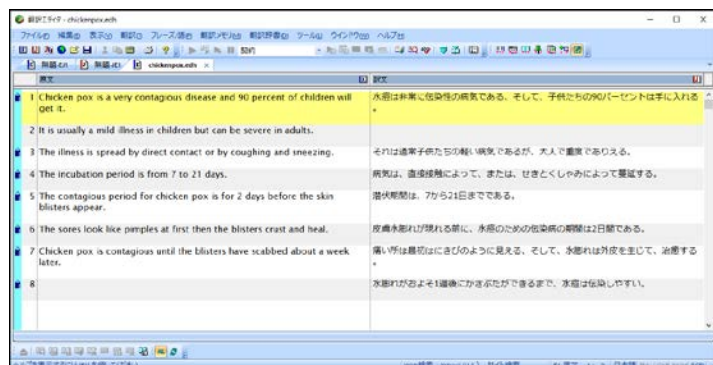 翻訳エディタ - chickenpox.edt
ファイル(F) 編集(E) 表示(V) 翻訳(T) フレーズ/語句 翻訳メモリ(M) 翻訳辞書(D) ツール(L) ウィンドウ(W) ヘルプ(H)
契約
無題:E/J 無題:J/E chickenpox.edt ×
原文 訳文
1 Chicken pox is a very contagious disease and 90 percent of children will get it.
水痘は非常に伝染性の病気である、そして、子供たちの90パーセントは手に入れる。
2 It is usually a mild illness in children but can be severe in adults.
3 The illness is spread by direct contact or by coughing and sneezing.
それは通常子供たちの軽い病気であるが、大人で重度でありえる。
4 The incubation period is from 7 to 21 days.
病気は、直接接触によって、または、せきとくしゃみによって蔓延する。
5 The contagious period for chicken pox is for 2 days before the skin blisters appear.
潜伏期間は、7から21日までである。
6 The sores look like pimples at first then the blisters crust and heal.
皮膚水膨れが現れる前に、水痘のための伝染病の期間は2日間である。
7 Chicken pox is contagious until the blisters have scabbed about a week later.
痛い所は最初はにきびのように見える、そして、水膨れは外皮を生じて、治癒する。
8
水膨れがおよそ1週後にかさぶたができるまで、水痘は伝染しやすい。